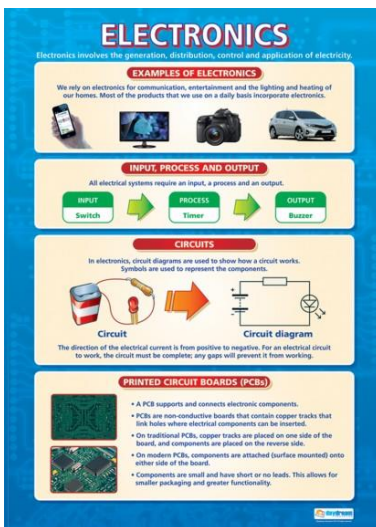 ELECTRONICS
Electronics involves the generation, distribution, control and application of electricity.
EXAMPLES OF ELECTRONICS
We rely on electronics for communication, entertainment and the lighting and heating of
our homes. Most of the products that we use on a daily basis incorporate electronics.
INPUT, PROCESS AND OUTPUT
All electrical systems require an input, a process and an output.
INPUT
Switch
PROCESS
Timer
OUTPUT
Buzzer
CIRCUITS
In electronics, circuit diagrams are used to show how a circuit works.
Symbols are used to represent the components.
Circuit
Circuit diagram
The direction of the electrical current is from positive to negative. For an electrical circuit
to work, the circuit must be complete; any gaps will prevent it from working.
PRINTED CIRCUIT BOARDS (PCBs)
• A PCB supports and connects electronic components.
• PCBs are non-conductive boards that contain copper tracks that
link holes where electrical components can be inserted.
• On traditional PCBs, copper tracks are placed on one side of the
board, and components are placed on the reverse side.
• On modern PCBs, components are attached (surface mounted) onto
either side of the board.
• Components are small and have short or no leads. This allows for
smaller packaging and greater functionality.
Daydream